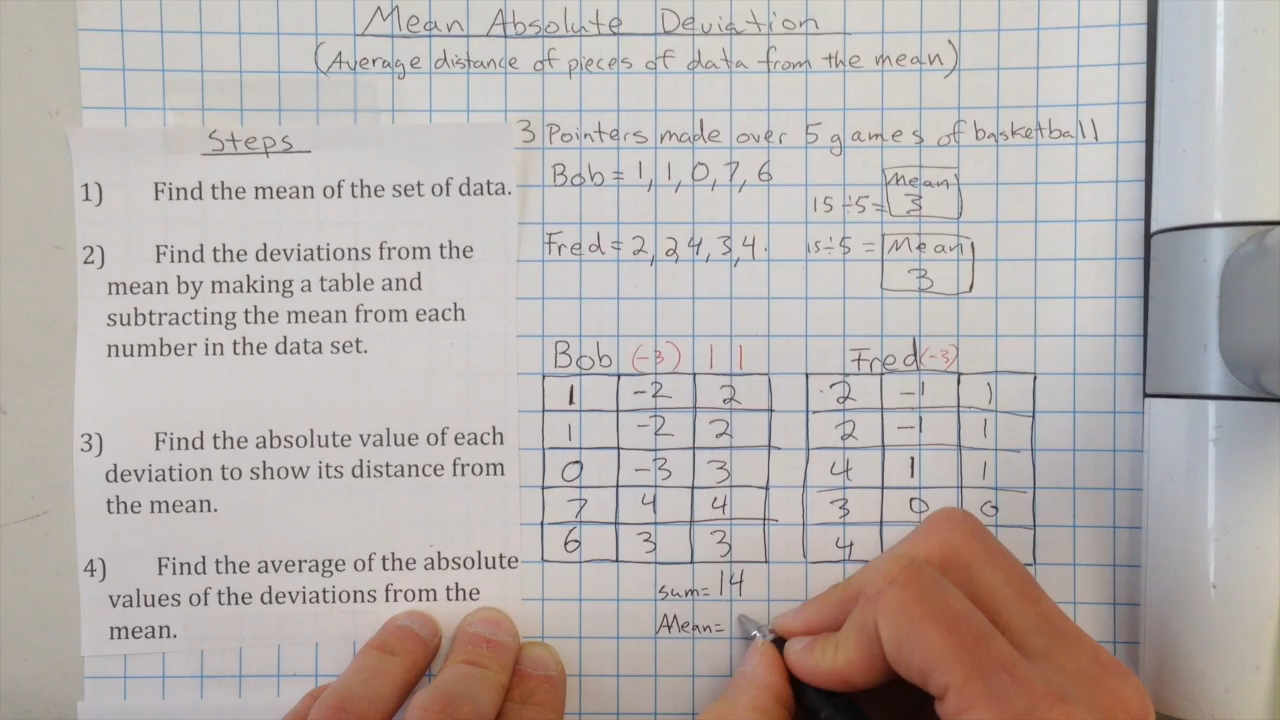 Mean Absolute Deviation
(Average distance of pieces of data from the mean)
Steps
1) Find the mean of the set of data.
2) Find the deviations from the
mean by making a table and
subtracting the mean from each
number in the data set.
3) Find the absolute value of each
deviation to show its distance from
the mean.
4) Find the average of the absolute
values of the deviations from the
mean.
3 Pointers made over 5 games of basketball
Bob = 1, 1, 0, 7, 6
15 ÷ 5 = Mean
3
Fred = 2, 2, 4, 3, 4.
15 ÷ 5 = Mean
3
Bob (-3) | |
1 -2 2
1 -2 2
0 -3 3
7 4 4
6 3 3
sum = 14
Mean =
Fred (-3)
2 -1 1
2 -1 1
4 1 1
3 0 0
4